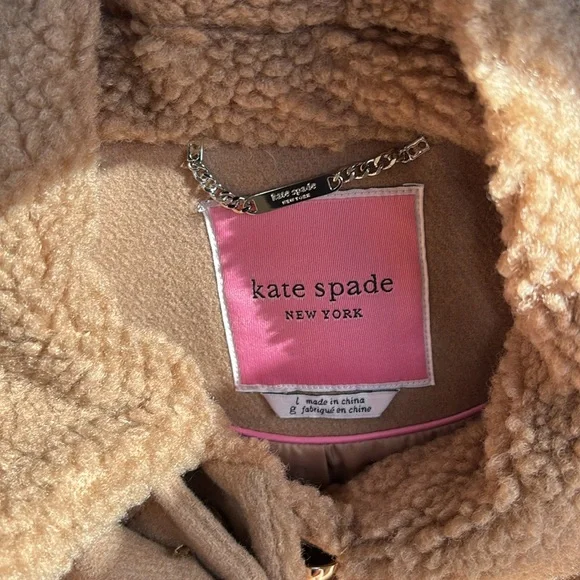 kate spade
NEW YORK
kate spade
NEW YORK
l made in china
g fabriqué en chine